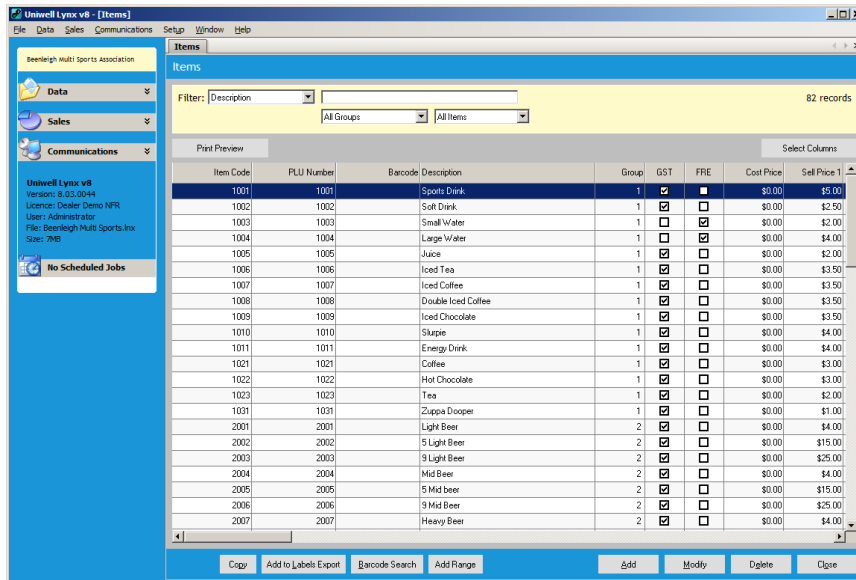 Uniwell Lynx v8 - [Items]
File Data Sales Communications Setup Window Help
Items
Beenleigh Multi Sports Association
Items
Data
Filter: Description
82 records
All Groups All Items
Sales
Communications
Print Preview Select Columns
Item Code PLU Number Barcode Description Group GST FRE Cost Price Sell Price 1
1001 1001 Sports Drink 1 $0.00 $5.00
1002 1002 Soft Drink 1 $0.00 $2.50
1003 1003 Small Water 1 $0.00 $2.00
1004 1004 Large Water 1 $0.00 $4.00
1005 1005 Juice 1 $0.00 $2.00
1006 1006 Iced Tea 1 $0.00 $3.50
1007 1007 Iced Coffee 1 $0.00 $3.50
1008 1008 Double Iced Coffee 1 $0.00 $3.50
1009 1009 Iced Chocolate 1 $0.00 $3.50
1010 1010 Slurpie 1 $0.00 $4.00
1011 1011 Energy Drink 1 $0.00 $4.00
1021 1021 Coffee 1 $0.00 $3.00
1022 1022 Hot Chocolate 1 $0.00 $3.00
1023 1023 Tea 1 $0.00 $2.00
1031 1031 Zuppa Dooper 1 $0.00 $1.00
2001 2001 Light Beer 2 $0.00 $4.00
2002 2002 5 Light Beer 2 $0.00 $15.00
2003 2003 9 Light Beer 2 $0.00 $25.00
2004 2004 Mid Beer 2 $0.00 $4.00
2005 2005 5 Mid beer 2 $0.00 $15.00
2006 2006 9 Mid Beer 2 $0.00 $25.00
2007 2007 Heavy Beer 2 $0.00 $4.00
Uniwell Lynx v8
Version: 8.03.0044
Licence: Dealer Demo NFR
User: Administrator
File: Beenleigh Multi Sports.lnx
Size: 7MB
No Scheduled Jobs
Copy Add to Labels Export Barcode Search Add Range Add Modify Delete Close